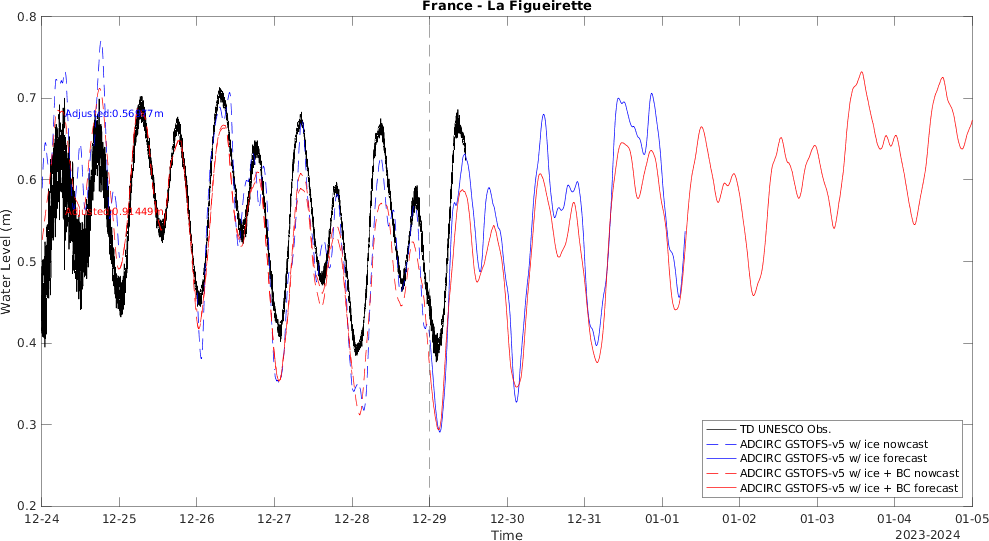 France - La Figueirette
0.8
0.7
0.6
0.5
0.4
0.3
0.2
Water Level (m)
m
Adjusted:0.91449m
TD UNESCO Obs.
ADCIRC GSTOFS-v5 w/ ice nowcast
ADCIRC GSTOFS-v5 w/ ice forecast
ADCIRC GSTOFS-v5 w/ ice + BC nowcast
ADCIRC GSTOFS-v5 w/ ice + BC forecast
12-24 12-25 12-26 12-27 12-28 12-29 12-30 12-31 01-01 01-02 01-03 01-04 01-05
Time
2023-2024